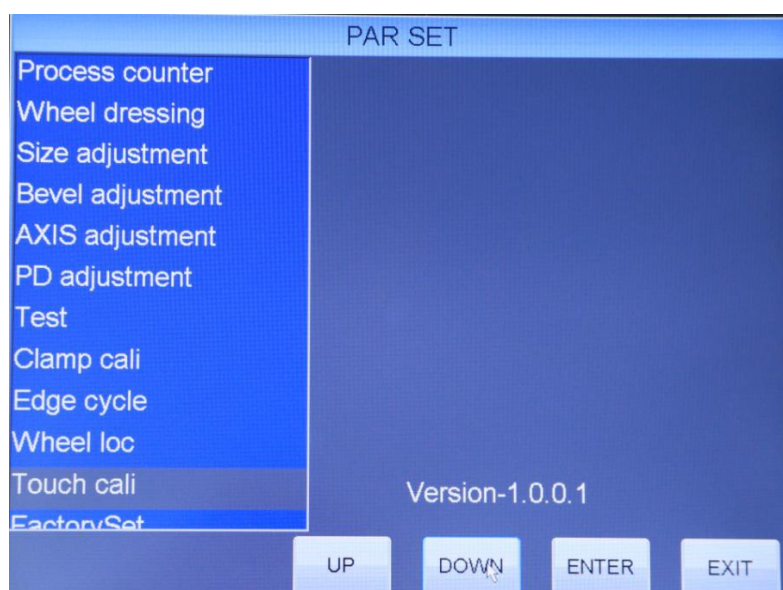 PAR SET
Process counter
Wheel dressing
Size adjustment
Bevel adjustment
AXIS adjustment
PD adjustment
Test
Clamp cali
Edge cycle
Wheel loc
Touch cali
Version-1.0.0.1
FactorySet
UP DOWN ENTER EXIT